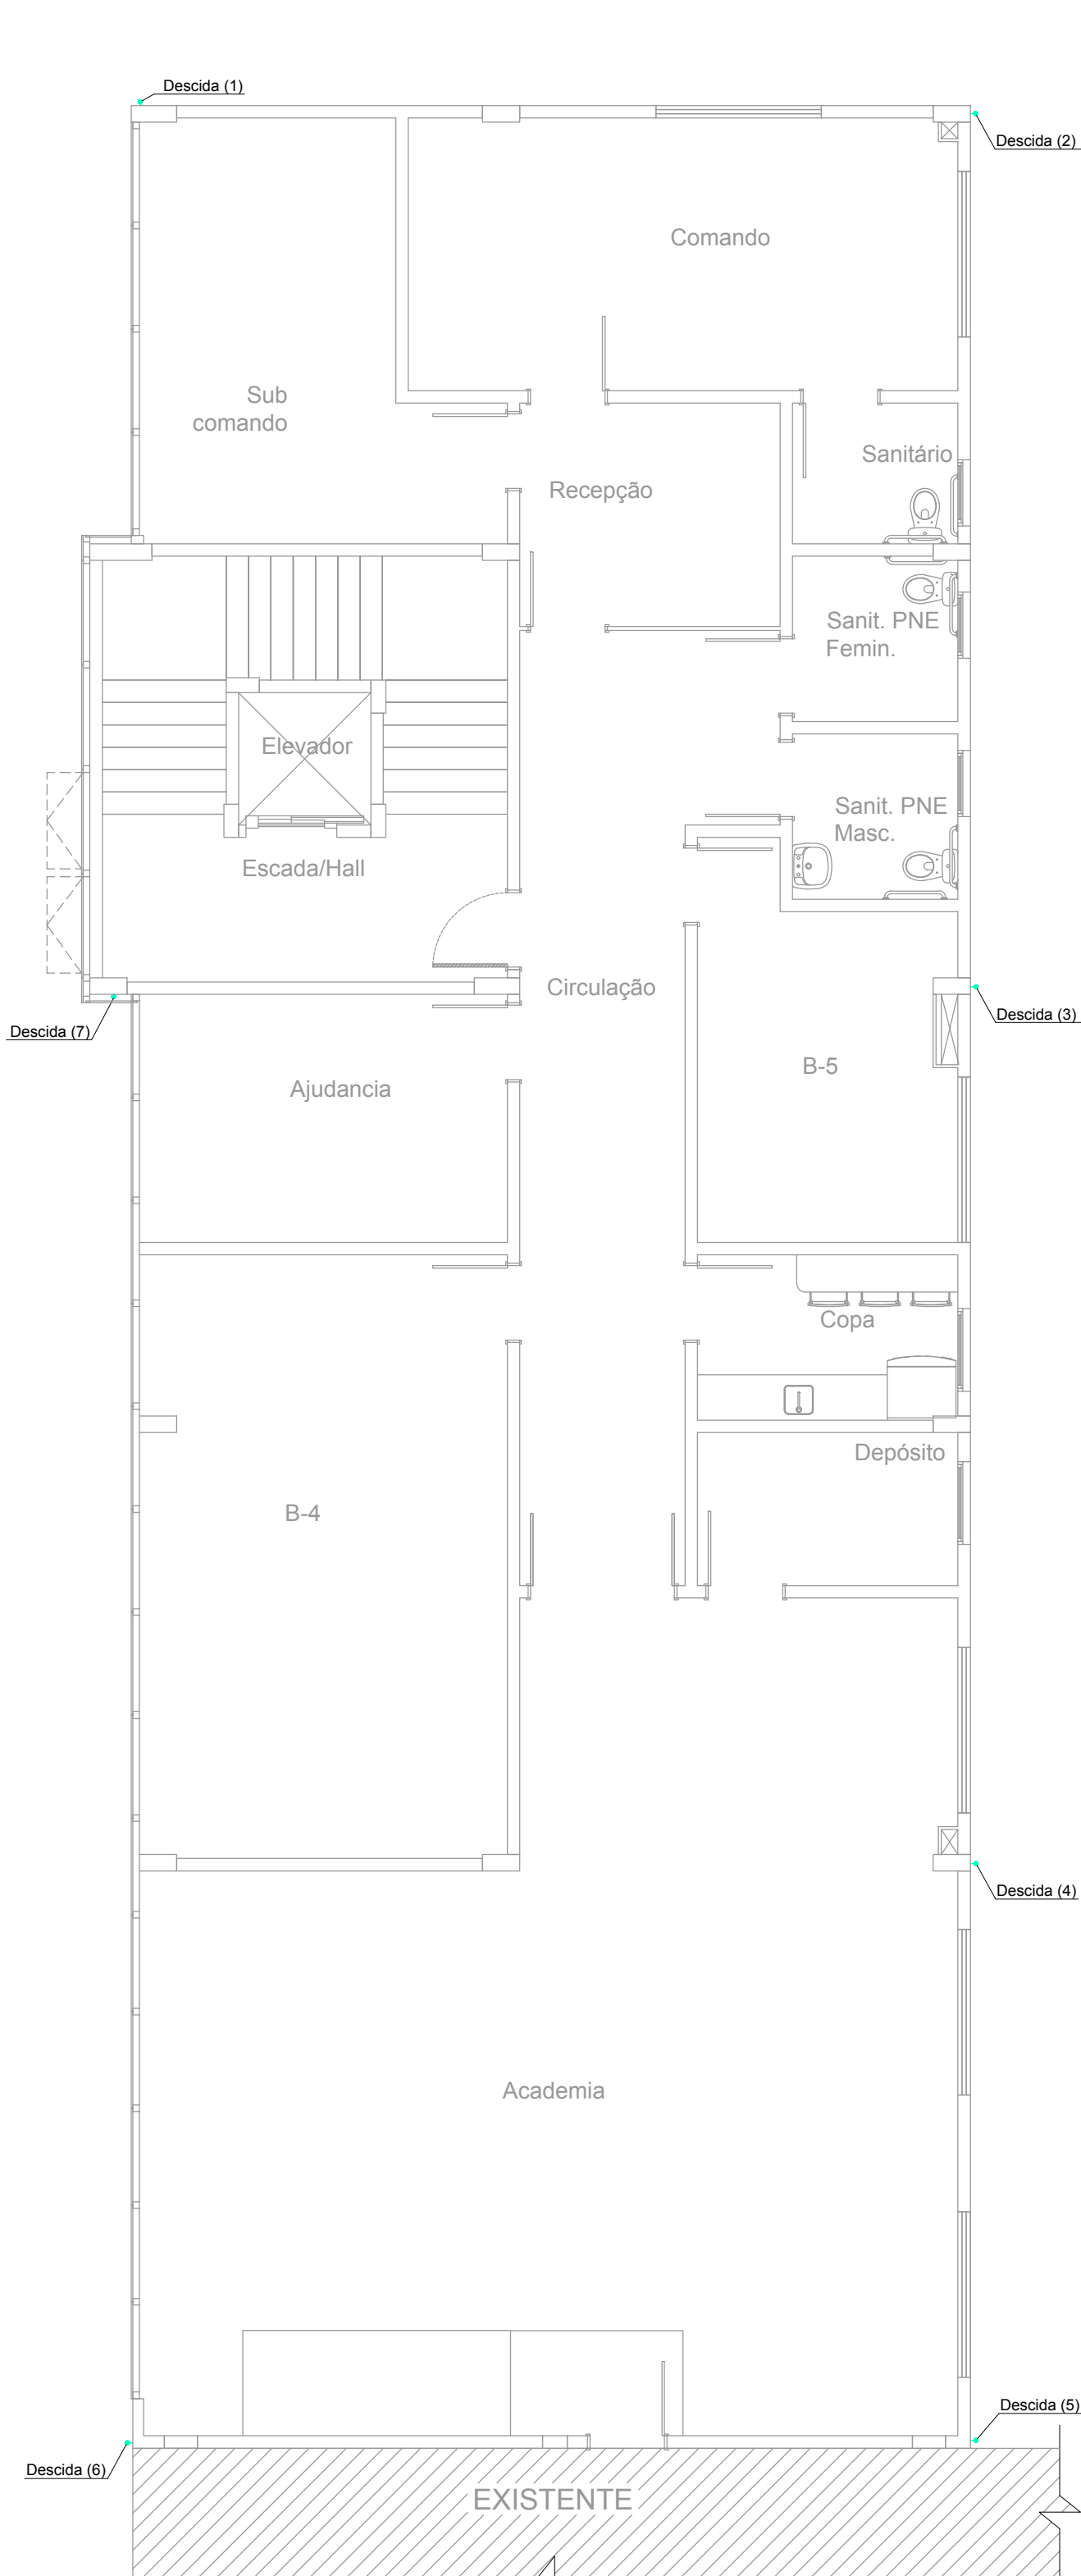 Descida (1)
Descida (2)
Comando
Sub
comando
Sanitário
Recepção
Sanit. PNE
Femin.
Elevador
Sanit. PNE
Masc.
Escada/Hall
Circulação
Descida (3)
Descida (7)
B-5
Ajudancia
Copa
Depósito
B-4
Descida (4)
Academia
Descida (5)
Descida (6)
EXISTENTE